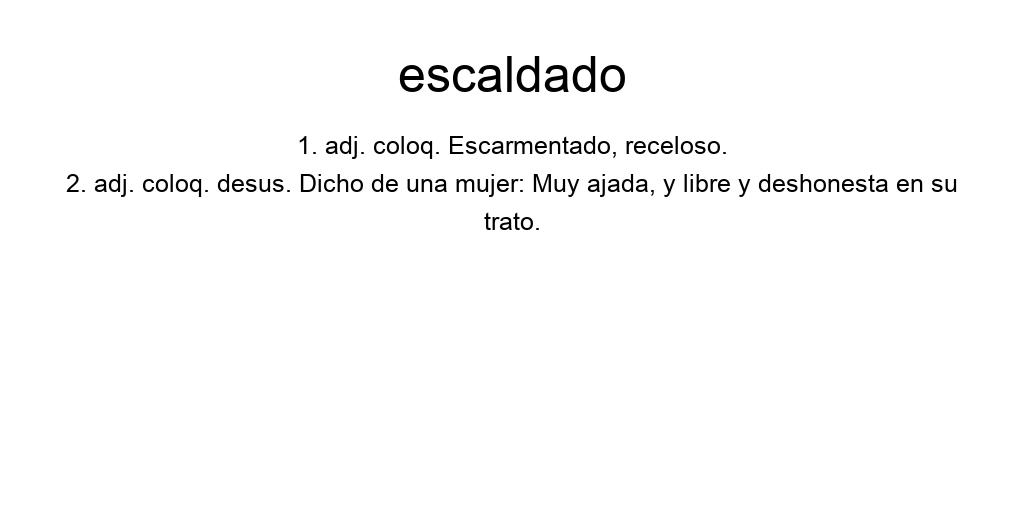 escaldado
1. adj. coloq. Escarmentado, receloso.
2. adj. coloq. desus. Dicho de una mujer: Muy ajada, y libre y deshonesta en su
trato.